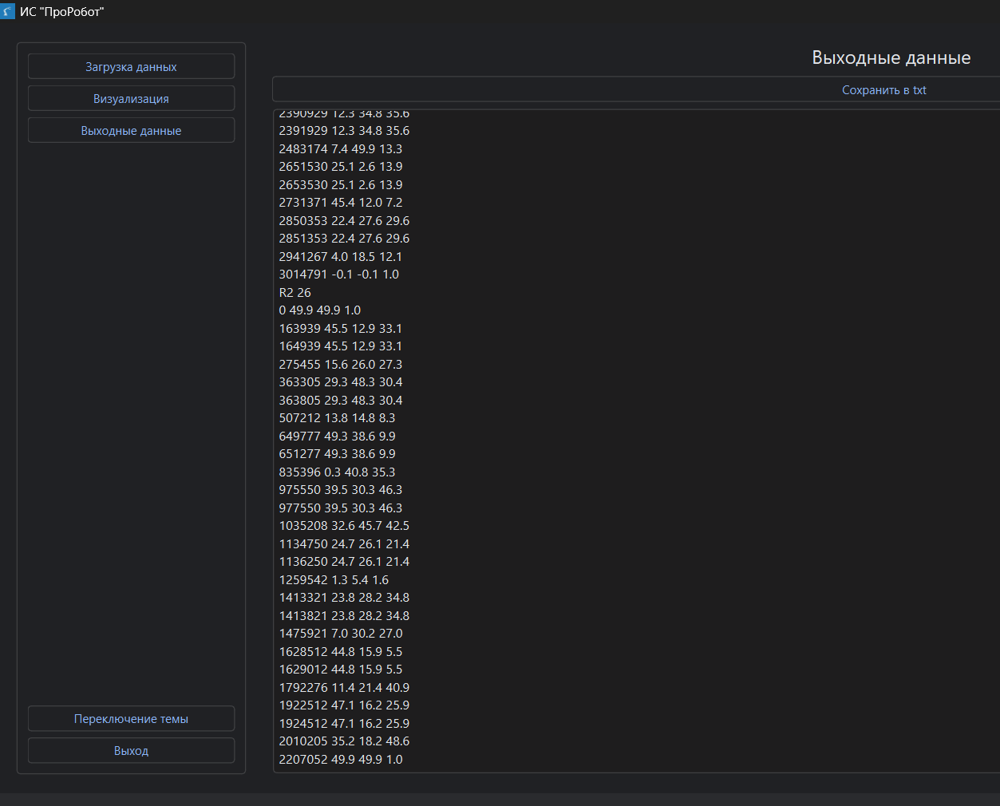 ИС "ПроРобот"
Загрузка данных
Визуализация
Выходные данные
Переключение темы
Выход
Выходные данные
Сохранить в txt
2390929 12.3 34.8 35.6
2391929 12.3 34.8 35.6
2483174 7.4 49.9 13.3
2651530 25.1 2.6 13.9
2653530 25.1 2.6 13.9
2731371 45.4 12.0 7.2
2850353 22.4 27.6 29.6
2851353 22.4 27.6 29.6
2941267 4.0 18.5 12.1
3014791 -0.1 -0.1 1.0
R2 26
0 49.9 49.9 1.0
163939 45.5 12.9 33.1
164939 45.5 12.9 33.1
275455 15.6 26.0 27.3
363305 29.3 48.3 30.4
363805 29.3 48.3 30.4
507212 13.8 14.8 8.3
649777 49.3 38.6 9.9
651277 49.3 38.6 9.9
835396 0.3 40.8 35.3
975550 39.5 30.3 46.3
977550 39.5 30.3 46.3
1035208 32.6 45.7 42.5
1134750 24.7 26.1 21.4
1136250 24.7 26.1 21.4
1259542 1.3 5.4 1.6
1413321 23.8 28.2 34.8
1413821 23.8 28.2 34.8
1475921 7.0 30.2 27.0
1628512 44.8 15.9 5.5
1629012 44.8 15.9 5.5
1792276 11.4 21.4 40.9
1922512 47.1 16.2 25.9
1924512 47.1 16.2 25.9
2010205 35.2 18.2 48.6
2207052 49.9 49.9 1.0